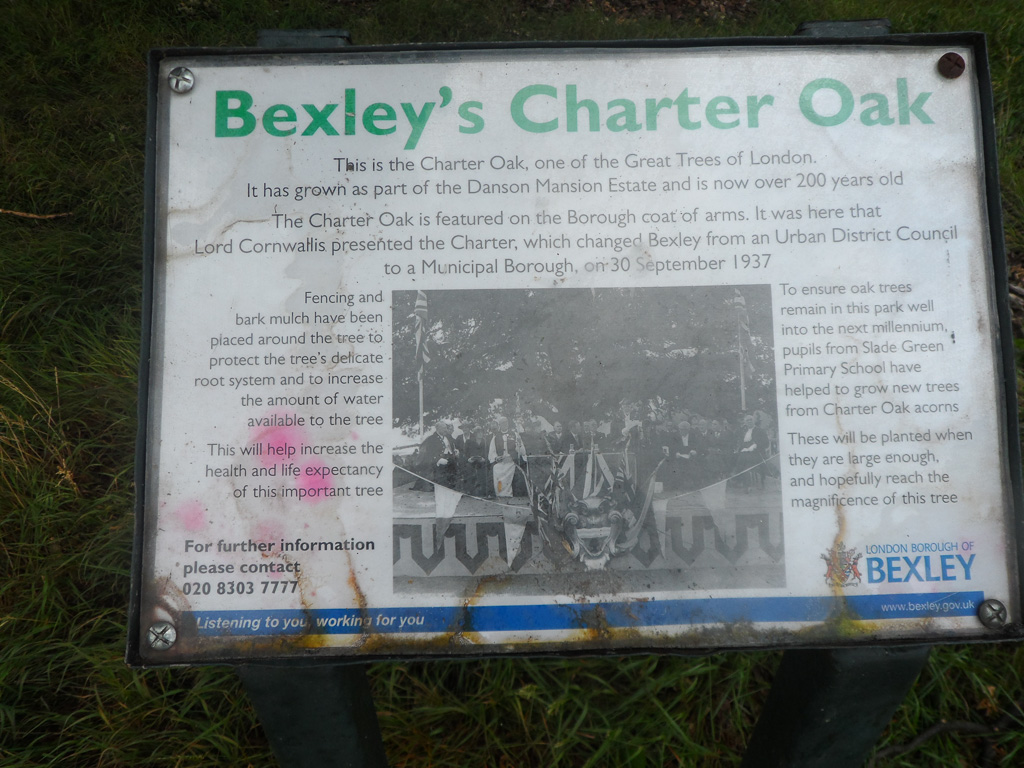 Bexley's Charter Oak
This is the Charter Oak, one of the Great Trees of London.
It has grown as part of the Danson Mansion Estate and is now over 200 years old
The Charter Oak is featured on the Borough coat of arms. It was here that
Lord Cornwallis presented the Charter, which changed Bexley from an Urban District Council
to a Municipal Borough, on 30 September 1937
Fencing and
bark mulch have been
placed around the tree to
protect the tree's delicate
root system and to increase
the amount of water
available to the tree
This will help increase the
health and life expectancy
of this important tree
For further information
please contact
020 8303 7777
To ensure oak trees
remain in this park well
into the next millennium,
pupils from Slade Green
Primary School have
helped to grow new trees
from Charter Oak acorns
These will be planted when
they are large enough,
and hopefully reach the
magnificence of this tree
LONDON BOROUGH OF
BEXLEY
Listening to you, working for you
www.bexley.gov.uk